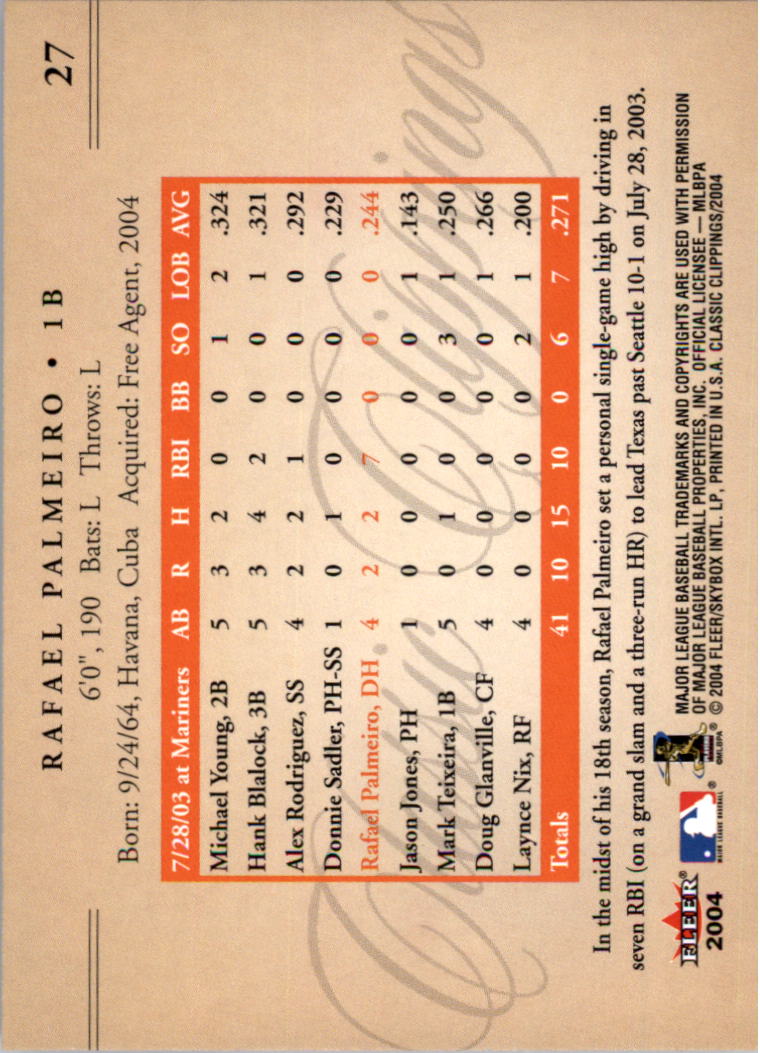 27
RAFAEL PALMEIRO • 1B
6'0", 190 Bats: L Throws: L
Born: 9/24/64, Havana, Cuba Acquired: Free Agent, 2004
Classic Clippings
7/28/03 at Mariners AB R H RBI BB SO LOB AVG
Michael Young, 2B 5 3 2 0 0 1 2 .324
Hank Blalock, 3B 5 3 4 2 0 0 1 .321
Alex Rodriguez, SS 4 2 2 1 0 0 0 .292
Donnie Sadler, PH-SS 1 0 1 0 0 0 0 .229
Rafael Palmeiro, DH 4 2 2 7 0 0 0 .244
Jason Jones, PH 1 0 0 0 0 0 1 .143
Mark Teixeira, 1B 5 0 1 0 0 3 1 .250
Doug Glanville, CF 4 0 0 0 0 0 1 .266
Laynce Nix, RF 4 0 0 0 0 2 1 .200
Totals 41 10 15 10 0 6 7 .271
In the midst of his 18th season, Rafael Palmeiro set a personal single-game high by driving in
seven RBI (on a grand slam and a three-run HR) to lead Texas past Seattle 10-1 on July 28, 2003.
FLEER®
2004
®
MAJOR LEAGUE BASEBALL
©MLBPA
®
MAJOR LEAGUE BASEBALL TRADEMARKS AND COPYRIGHTS ARE USED WITH PERMISSION
OF MAJOR LEAGUE BASEBALL PROPERTIES, INC. OFFICIAL LICENSEE — MLBPA
© 2004 FLEER/SKYBOX INTL. LP, PRINTED IN U.S.A. CLASSIC CLIPPINGS/2004